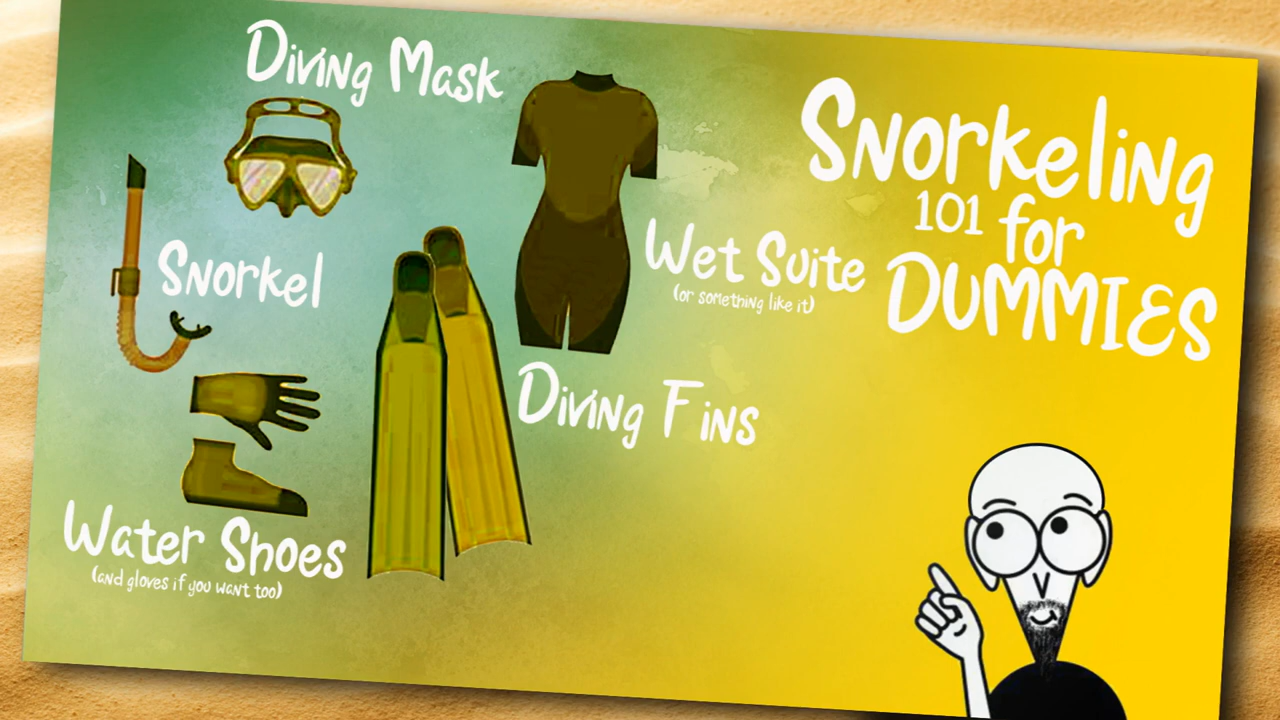 Diving Mask
Snorkel
Wet Suite
(or something like it)
Diving Fins
Water Shoes
(and gloves if you want too)
Snorkeling
101 for
DUMMIES